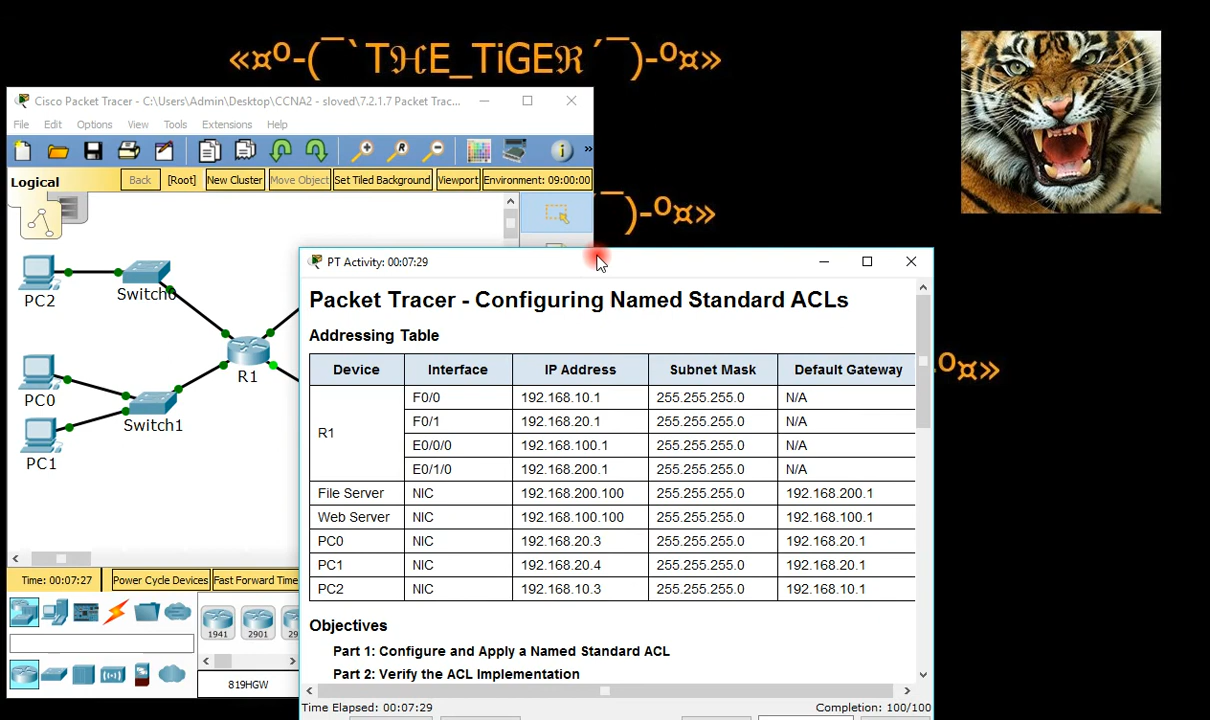 «¤º-(¯`TℋE_TiGEℜ´¯)-º¤»
Cisco Packet Tracer - C:\Users\Admin\Desktop\CCNA2 - sloved\7.2.1.7 Packet Trac...
File Edit Options View Tools Extensions Help
Logical Back [Root] New Cluster Move Object Set Tiled Background Viewport Environment: 09:00:00
´¯)-º¤»
PC2
Switch0
R1
PC0
PC1
Switch1
Time: 00:07:27 Power Cycle Devices Fast Forward Time
1941 2901 29
819HGW
-º¤»
PT Activity: 00:07:29
Packet Tracer - Configuring Named Standard ACLs
Addressing Table
Device Interface IP Address Subnet Mask Default Gateway
R1 F0/0 192.168.10.1 255.255.255.0 N/A
F0/1 192.168.20.1 255.255.255.0 N/A
E0/0/0 192.168.100.1 255.255.255.0 N/A
E0/1/0 192.168.200.1 255.255.255.0 N/A
File Server NIC 192.168.200.100 255.255.255.0 192.168.200.1
Web Server NIC 192.168.100.100 255.255.255.0 192.168.100.1
PC0 NIC 192.168.20.3 255.255.255.0 192.168.20.1
PC1 NIC 192.168.20.4 255.255.255.0 192.168.20.1
PC2 NIC 192.168.10.3 255.255.255.0 192.168.10.1
Objectives
Part 1: Configure and Apply a Named Standard ACL
Part 2: Verify the ACL Implementation
Time Elapsed: 00:07:29 Completion: 100/100